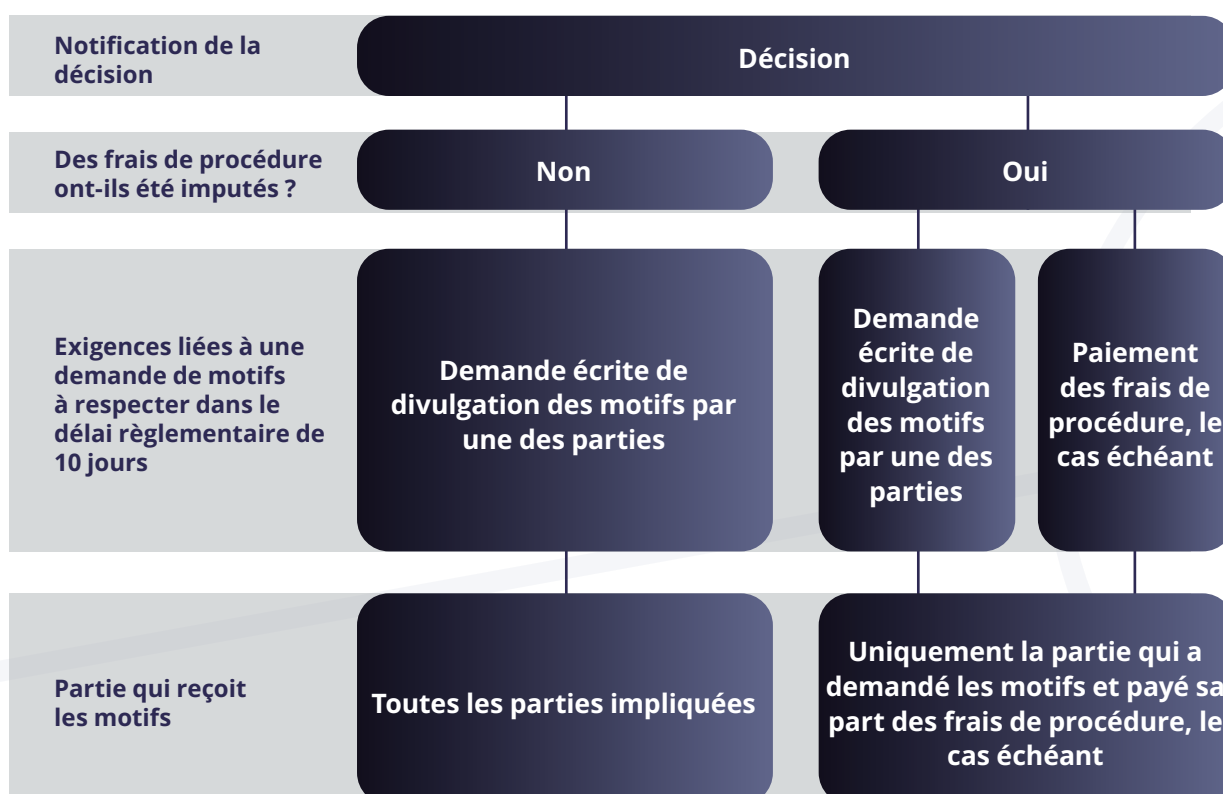 Notification de la
décision
Décision
Des frais de procédure
ont-ils été imputés ?
Non
Oui
Exigences liées à une
demande de motifs
à respecter dans le
délai règlementaire de
10 jours
Demande écrite de
divulgation des motifs par
une des parties
Demande
écrite de
divulgation
des motifs
par une des
parties
Paiement
des frais de
procédure, le
cas échéant
Partie qui reçoit
les motifs
Toutes les parties impliquées
Uniquement la partie qui a
demandé les motifs et payé sa
part des frais de procédure, le
cas échéant